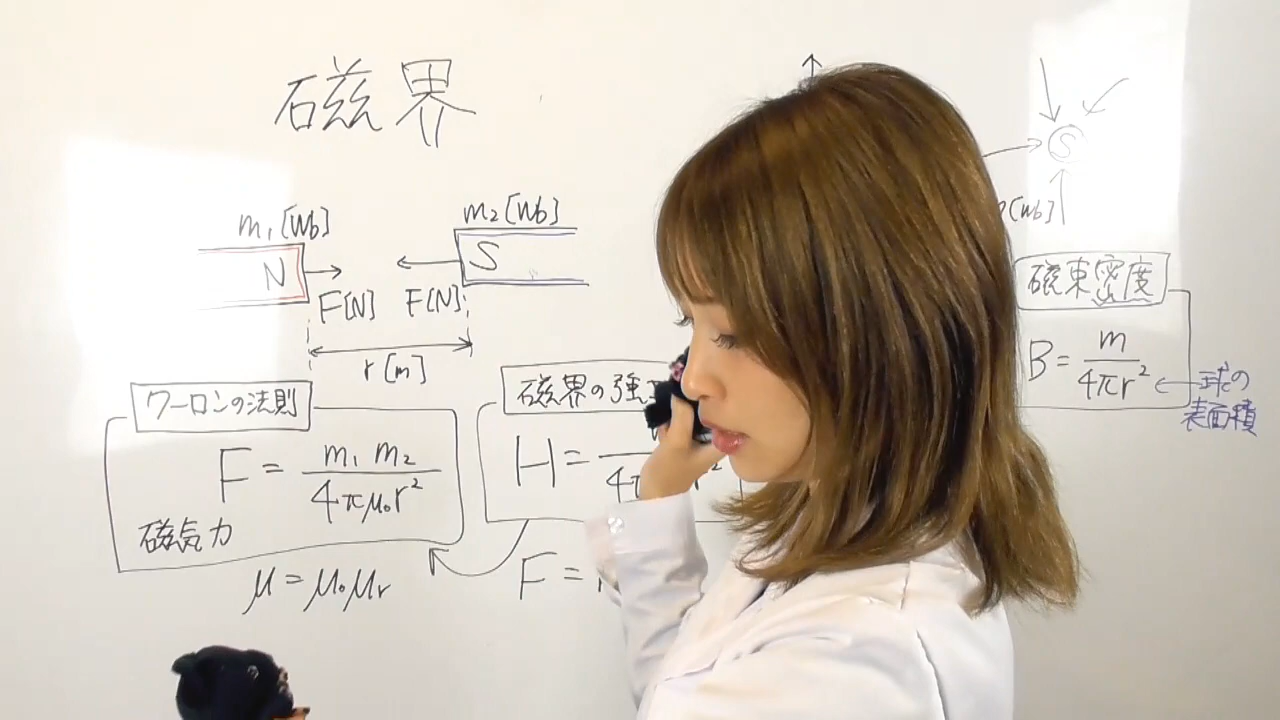 磁界
m₁[Wb]
N
F[N]
m₂[Wb]
S
F[N]
r[m]
クーロンの法則
F = m₁ m₂ / 4πμ₀r²
磁気力
μ = μ₀μr
磁界の強
H =
F =
S
[Wb]
磁束密度
B = m / 4πr²
球の
表面積